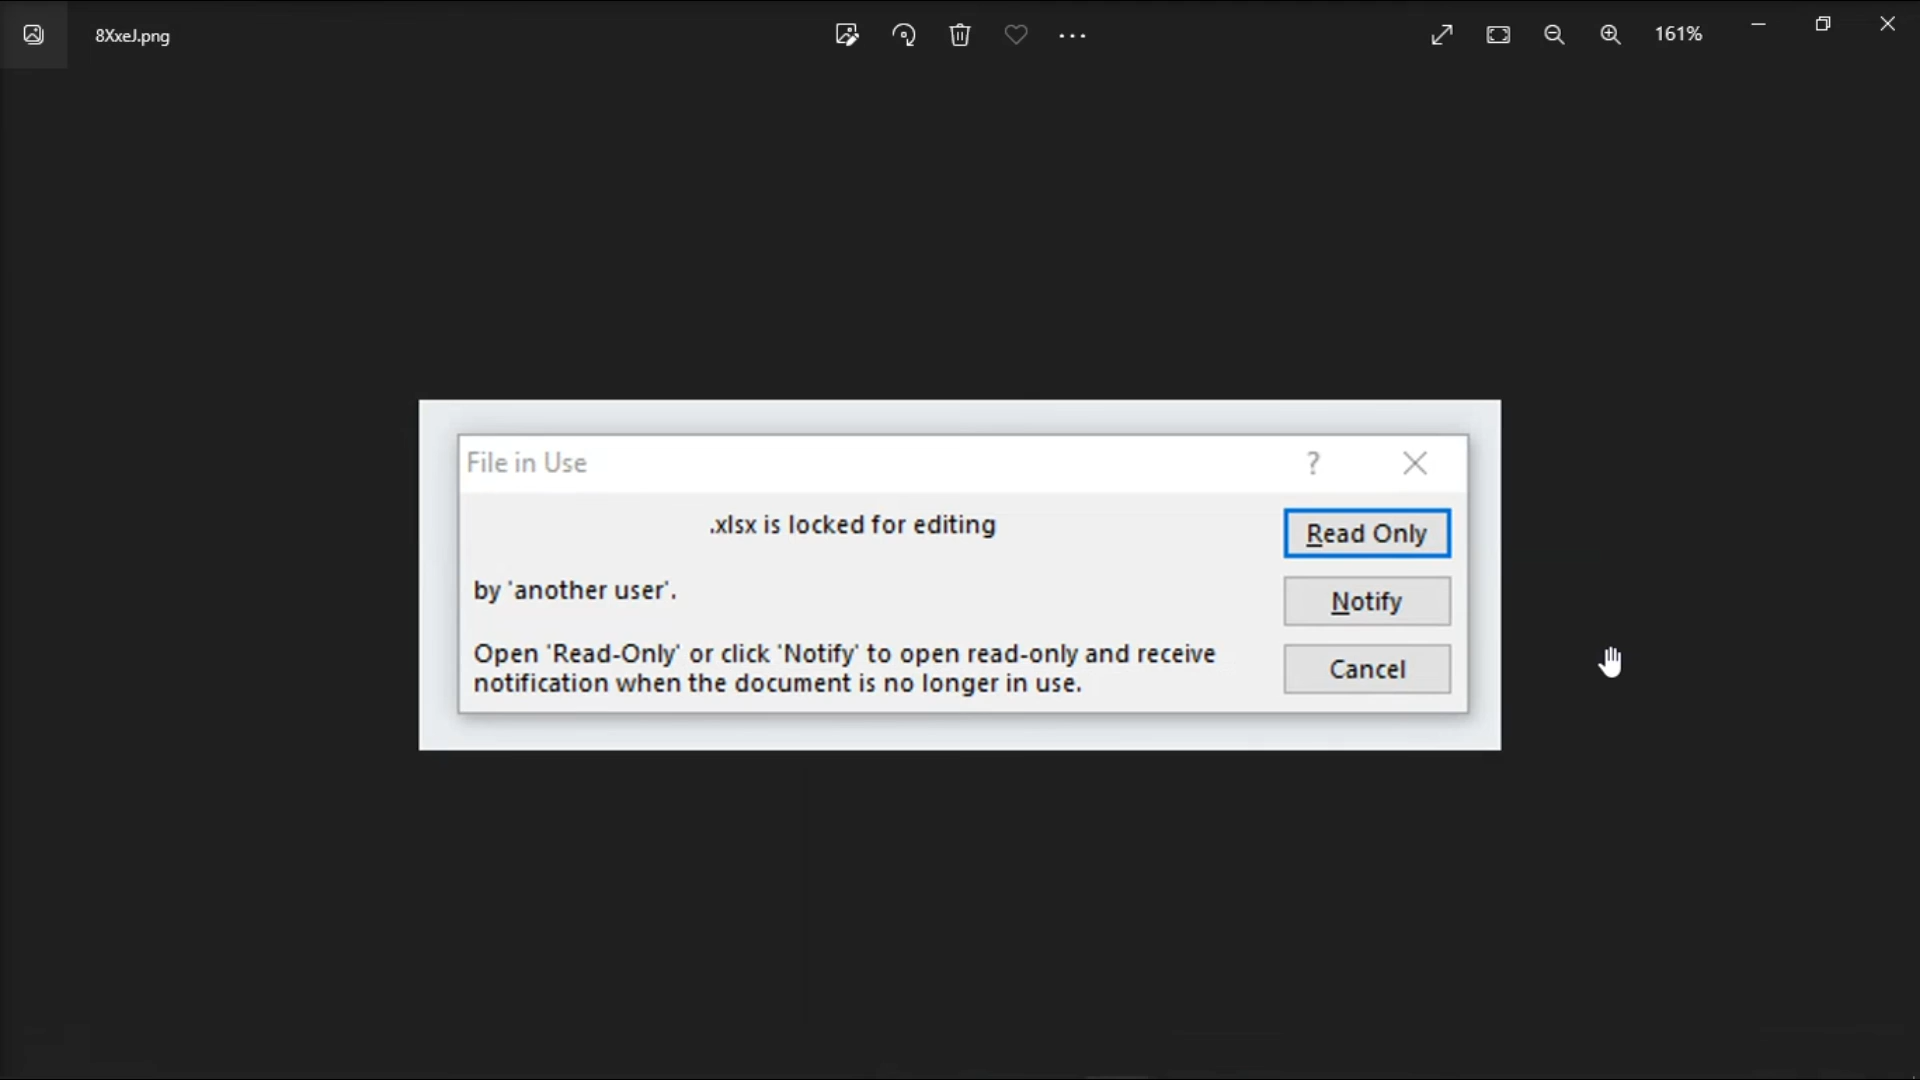 8XxeJ.png
161%
File in Use
?
.xlsx is locked for editing
Read Only
by 'another user'.
Notify
Open 'Read-Only' or click 'Notify' to open read-only and receive
notification when the document is no longer in use.
Cancel